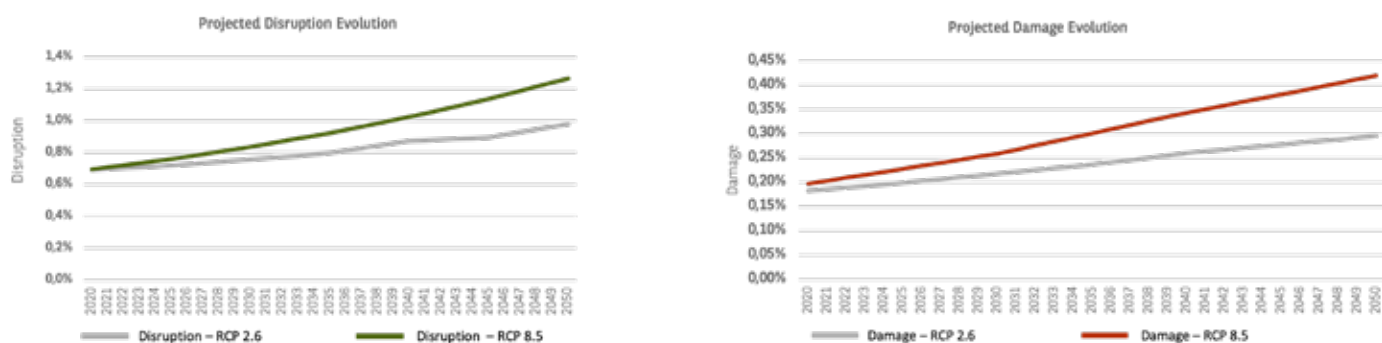 Projected Disruption Evolution
1,4%
1,2%
1,0%
0,8%
0,6%
0,4%
0,2%
0,0%
Disruption
2020 2021 2022 2023 2024 2025 2026 2027 2028 2029 2030 2031 2032 2033 2034 2035 2036 2037 2038 2039 2040 2041 2042 2043 2044 2045 2046 2047 2048 2049 2050
Disruption – RCP 2.6 Disruption – RCP 8.5
Projected Damage Evolution
0,45%
0,40%
0,35%
0,30%
0,25%
0,20%
0,15%
0,10%
0,05%
0,00%
Damage
2020 2021 2022 2023 2024 2025 2026 2027 2028 2029 2030 2031 2032 2033 2034 2035 2036 2037 2038 2039 2040 2041 2042 2043 2044 2045 2046 2047 2048 2049 2050
Damage – RCP 2.6 Damage – RCP 8.5